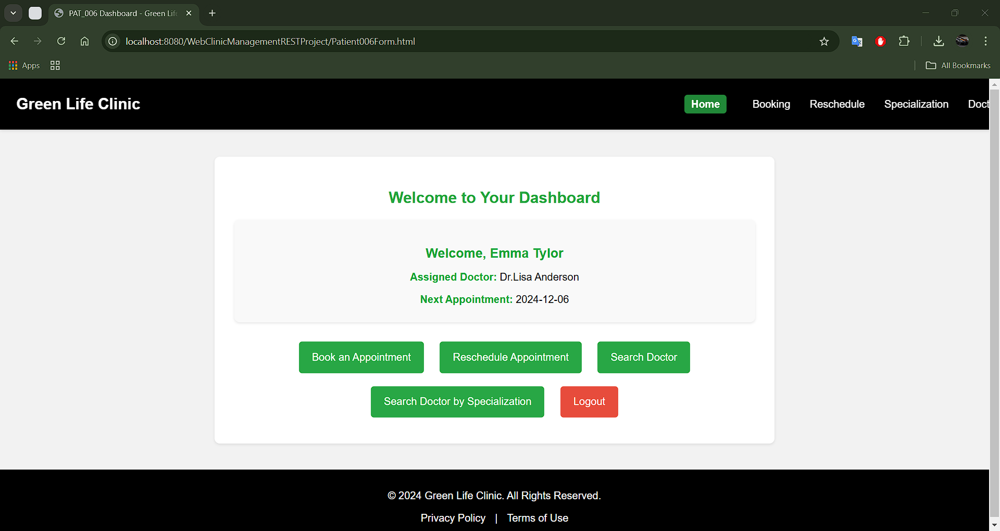 PAT_006 Dashboard - Green Life
localhost:8080/WebClinicManagementRESTProject/Patient006Form.html
Apps
All Bookmarks
Green Life Clinic
Home Booking Reschedule Specialization Doct
Welcome to Your Dashboard
Welcome, Emma Tylor
Assigned Doctor: Dr.Lisa Anderson
Next Appointment: 2024-12-06
Book an Appointment Reschedule Appointment Search Doctor
Search Doctor by Specialization Logout
© 2024 Green Life Clinic. All Rights Reserved.
Privacy Policy | Terms of Use